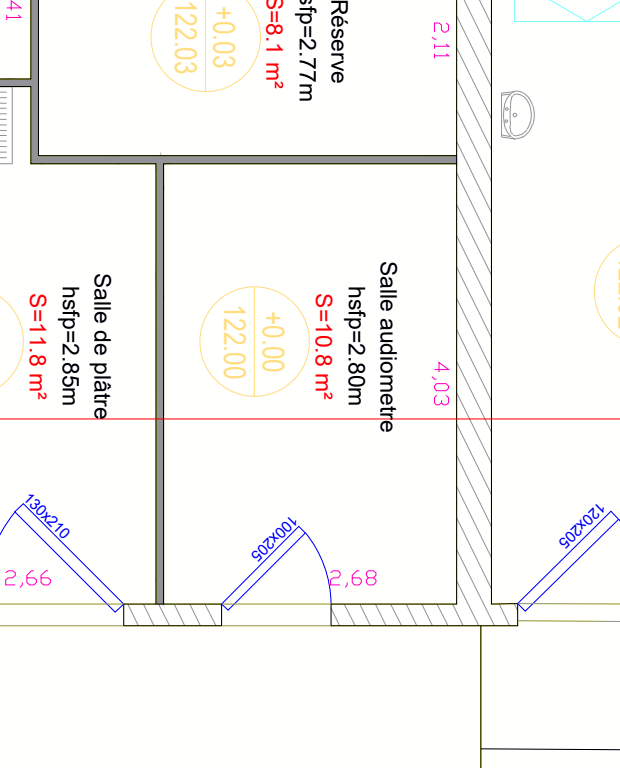 41
+0.03
122.03
Réserve
hsfp=2.77m
S=8.1 m²
2,11
Salle audiometre
hsfp=2.80m
S=10.8 m²
+0.00
122.00
4,03
Salle de plâtre
hsfp=2.85m
S=11.8 m²
130x210
100x205
120x205
2,66
2,68